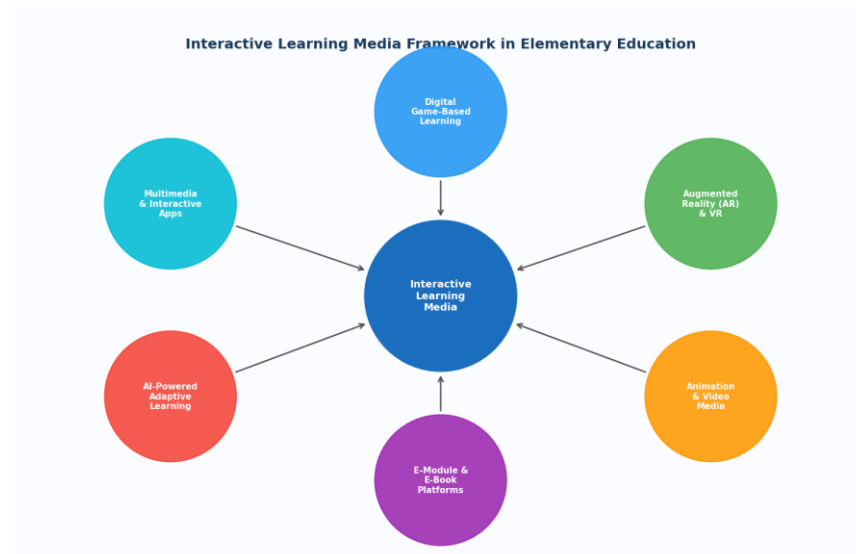 Interactive Learning Media Framework in Elementary Education
Digital
Game-Based
Learning
Multimedia
& Interactive
Apps
Augmented
Reality (AR)
& VR
Interactive
Learning
Media
AI-Powered
Adaptive
Learning
Animation
& Video
Media
E-Module &
E-Book
Platforms